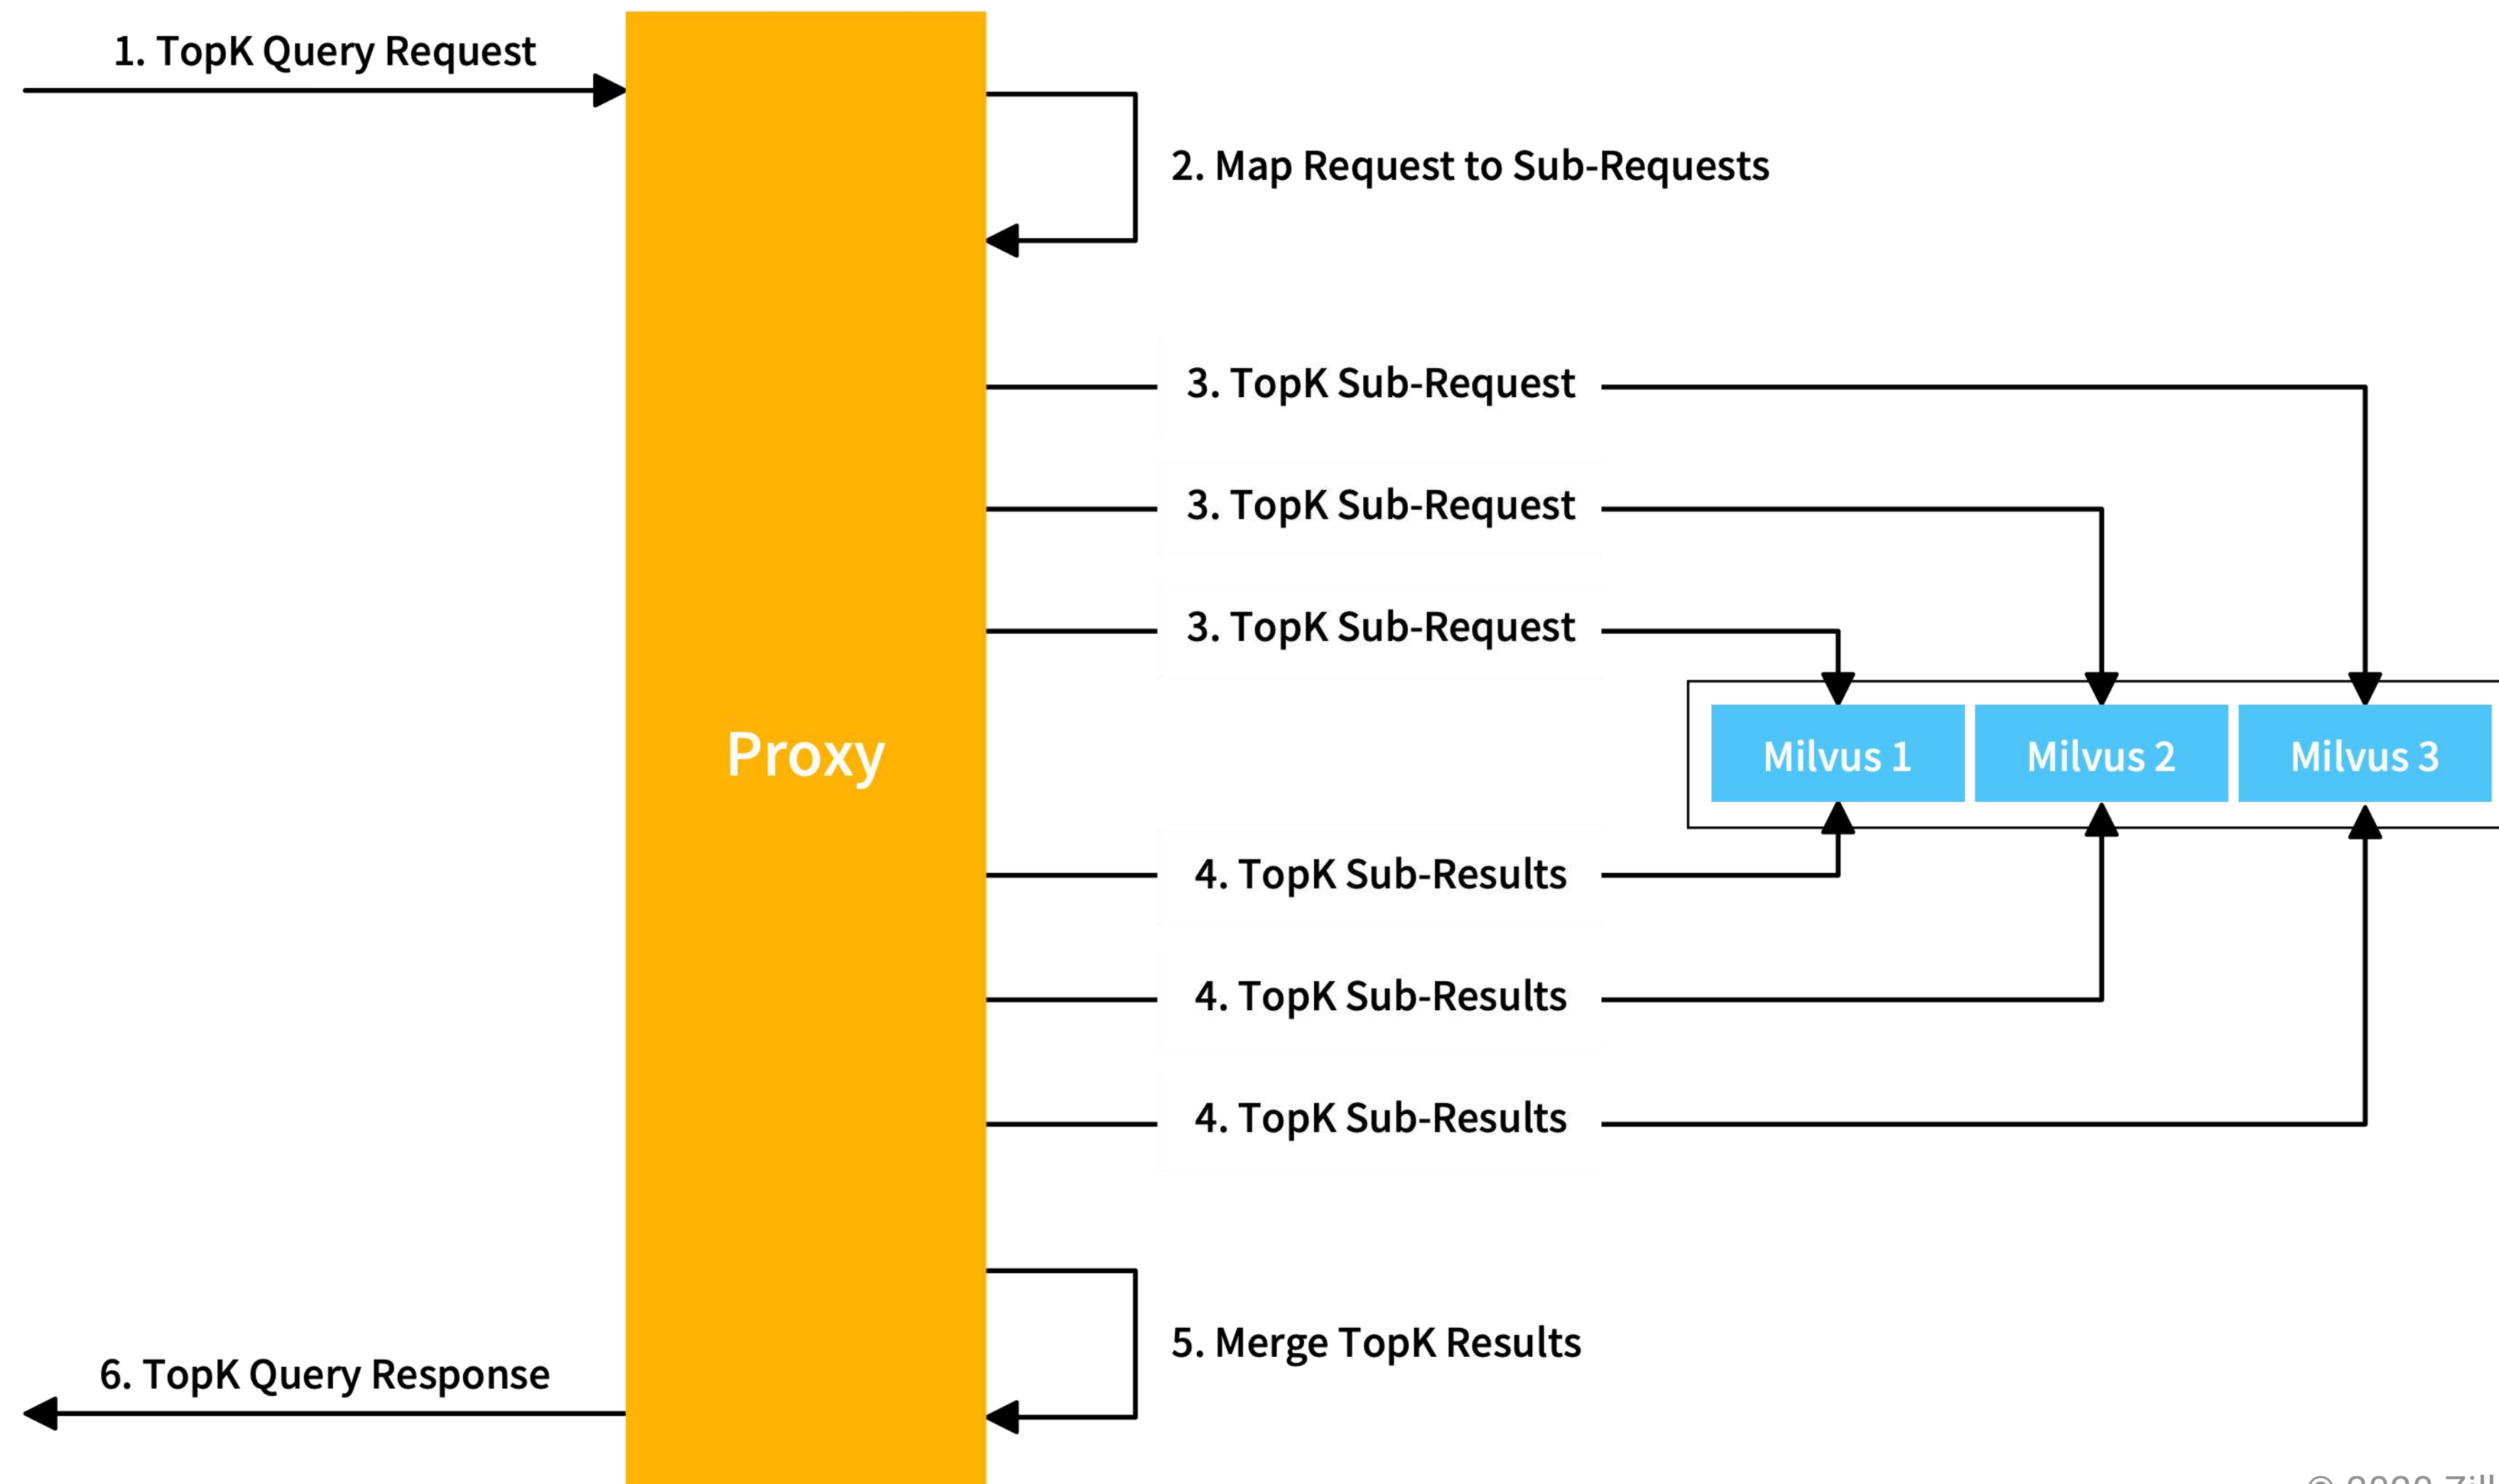 1. TopK Query Request
2. Map Request to Sub-Requests
3. TopK Sub-Request
3. TopK Sub-Request
3. TopK Sub-Request
Proxy
Milvus 1
Milvus 2
Milvus 3
4. TopK Sub-Results
4. TopK Sub-Results
4. TopK Sub-Results
5. Merge TopK Results
6. TopK Query Response